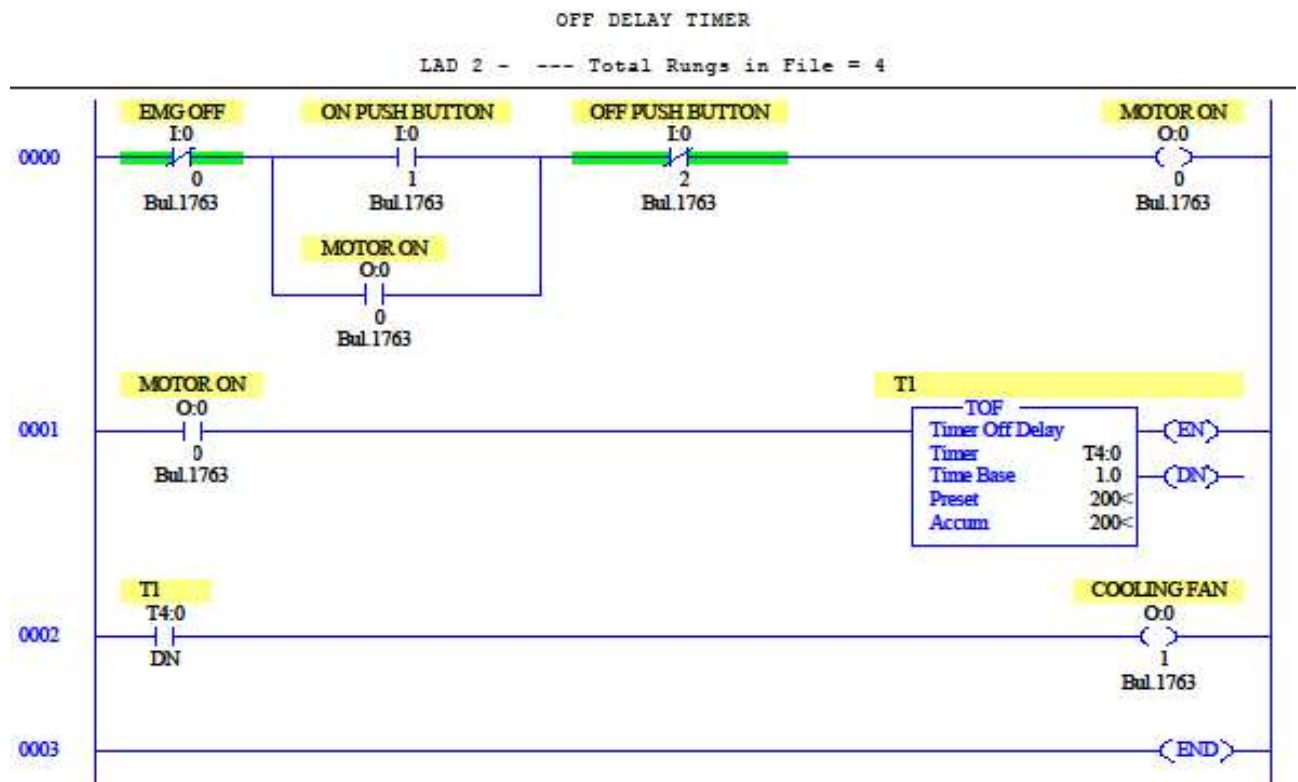 OFF DELAY TIMER
LAD 2 - --- Total Rungs in File = 4
EMG OFF ON PUSH BUTTON OFF PUSH BUTTON MOTOR ON
I:0 I:0 I:0 O:0
0000
0 1 2 0
Bul.1763 Bul.1763 Bul.1763 Bul.1763
MOTOR ON
O:0
0
Bul.1763
MOTOR ON T1
O:0 TOF
0001 Timer Off Delay EN
0 Timer T4:0
Bul.1763 Time Base 1.0 DN
Preset 200<
Accum 200<
T1 COOLING FAN
T4:0 O:0
0002
DN 1
Bul.1763
0003 END